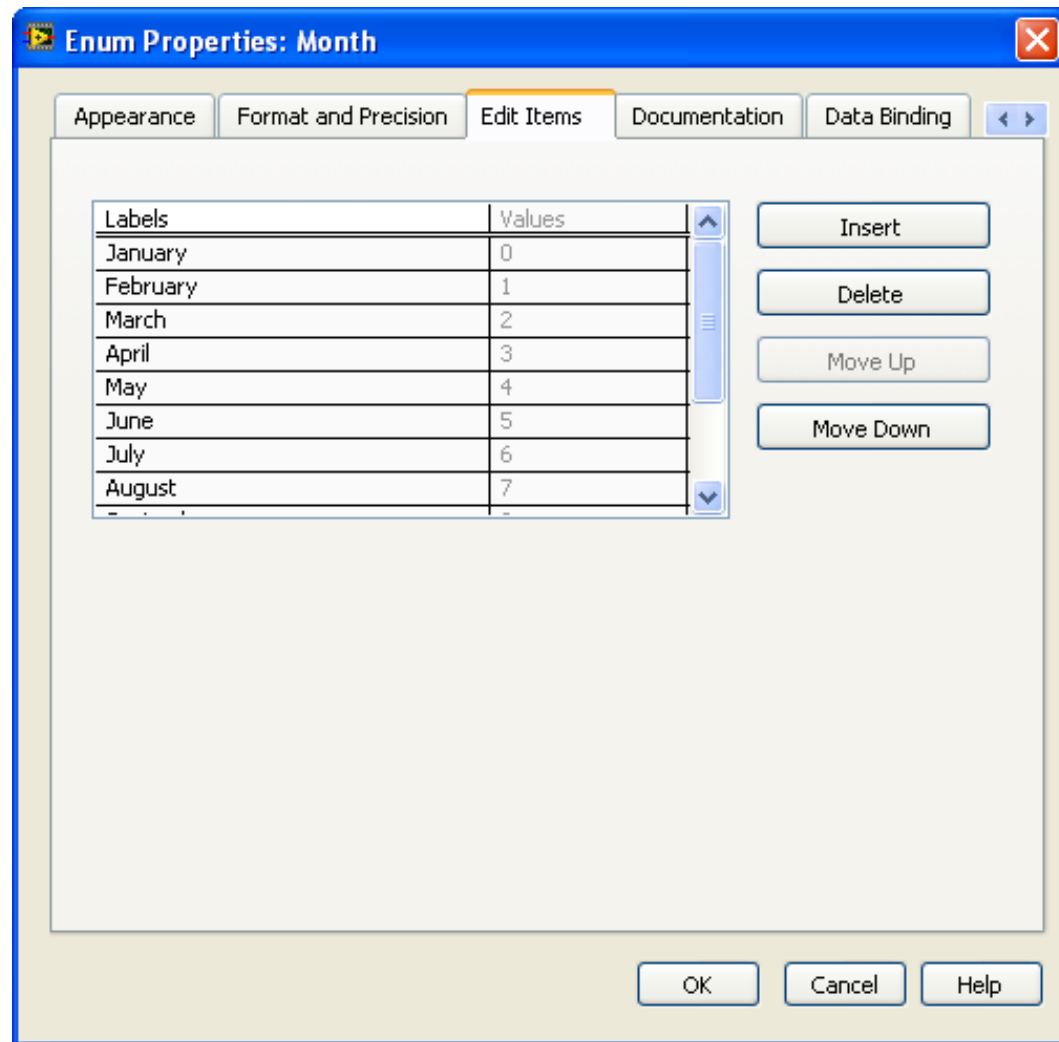 Enum Properties: Month
Appearance Format and Precision Edit Items Documentation Data Binding
Labels Values
January 0
February 1
March 2
April 3
May 4
June 5
July 6
August 7
Insert
Delete
Move Up
Move Down
OK Cancel Help